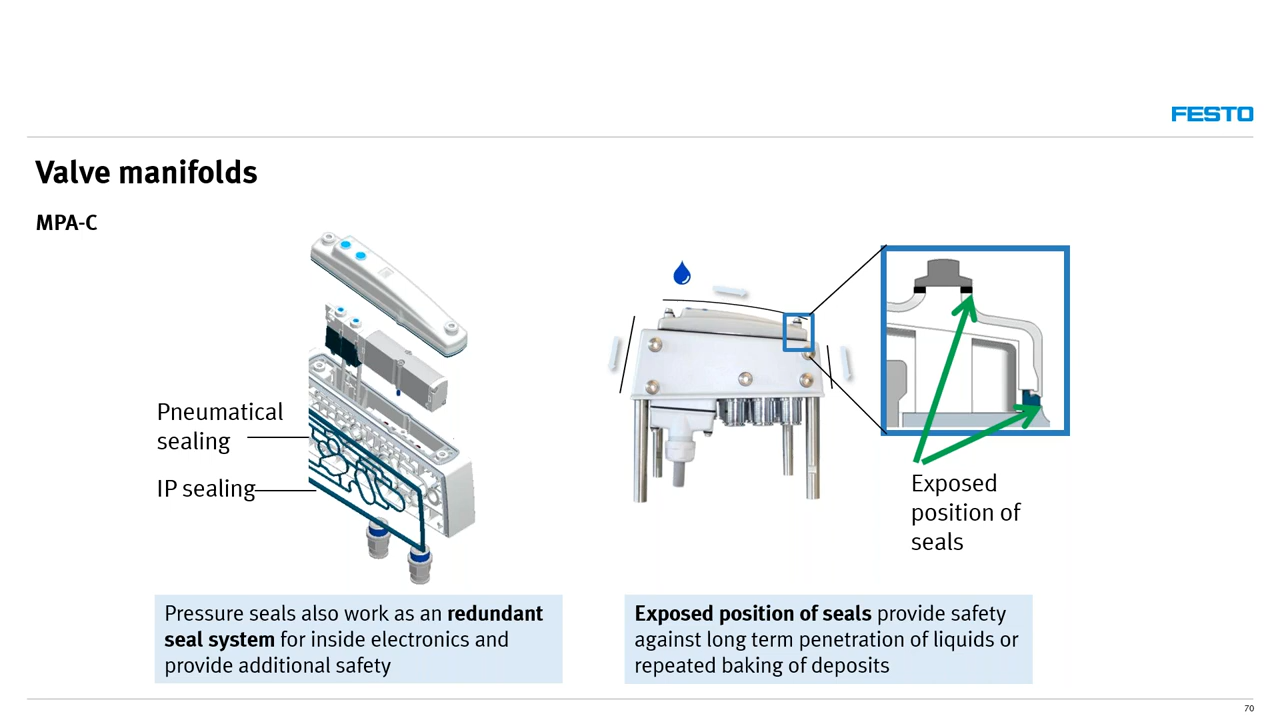 FESTO
Valve manifolds
MPA-C
Pneumatical
sealing
IP sealing
Exposed
position of
seals
Pressure seals also work as an redundant
seal system for inside electronics and
provide additional safety
Exposed position of seals provide safety
against long term penetration of liquids or
repeated baking of deposits
70